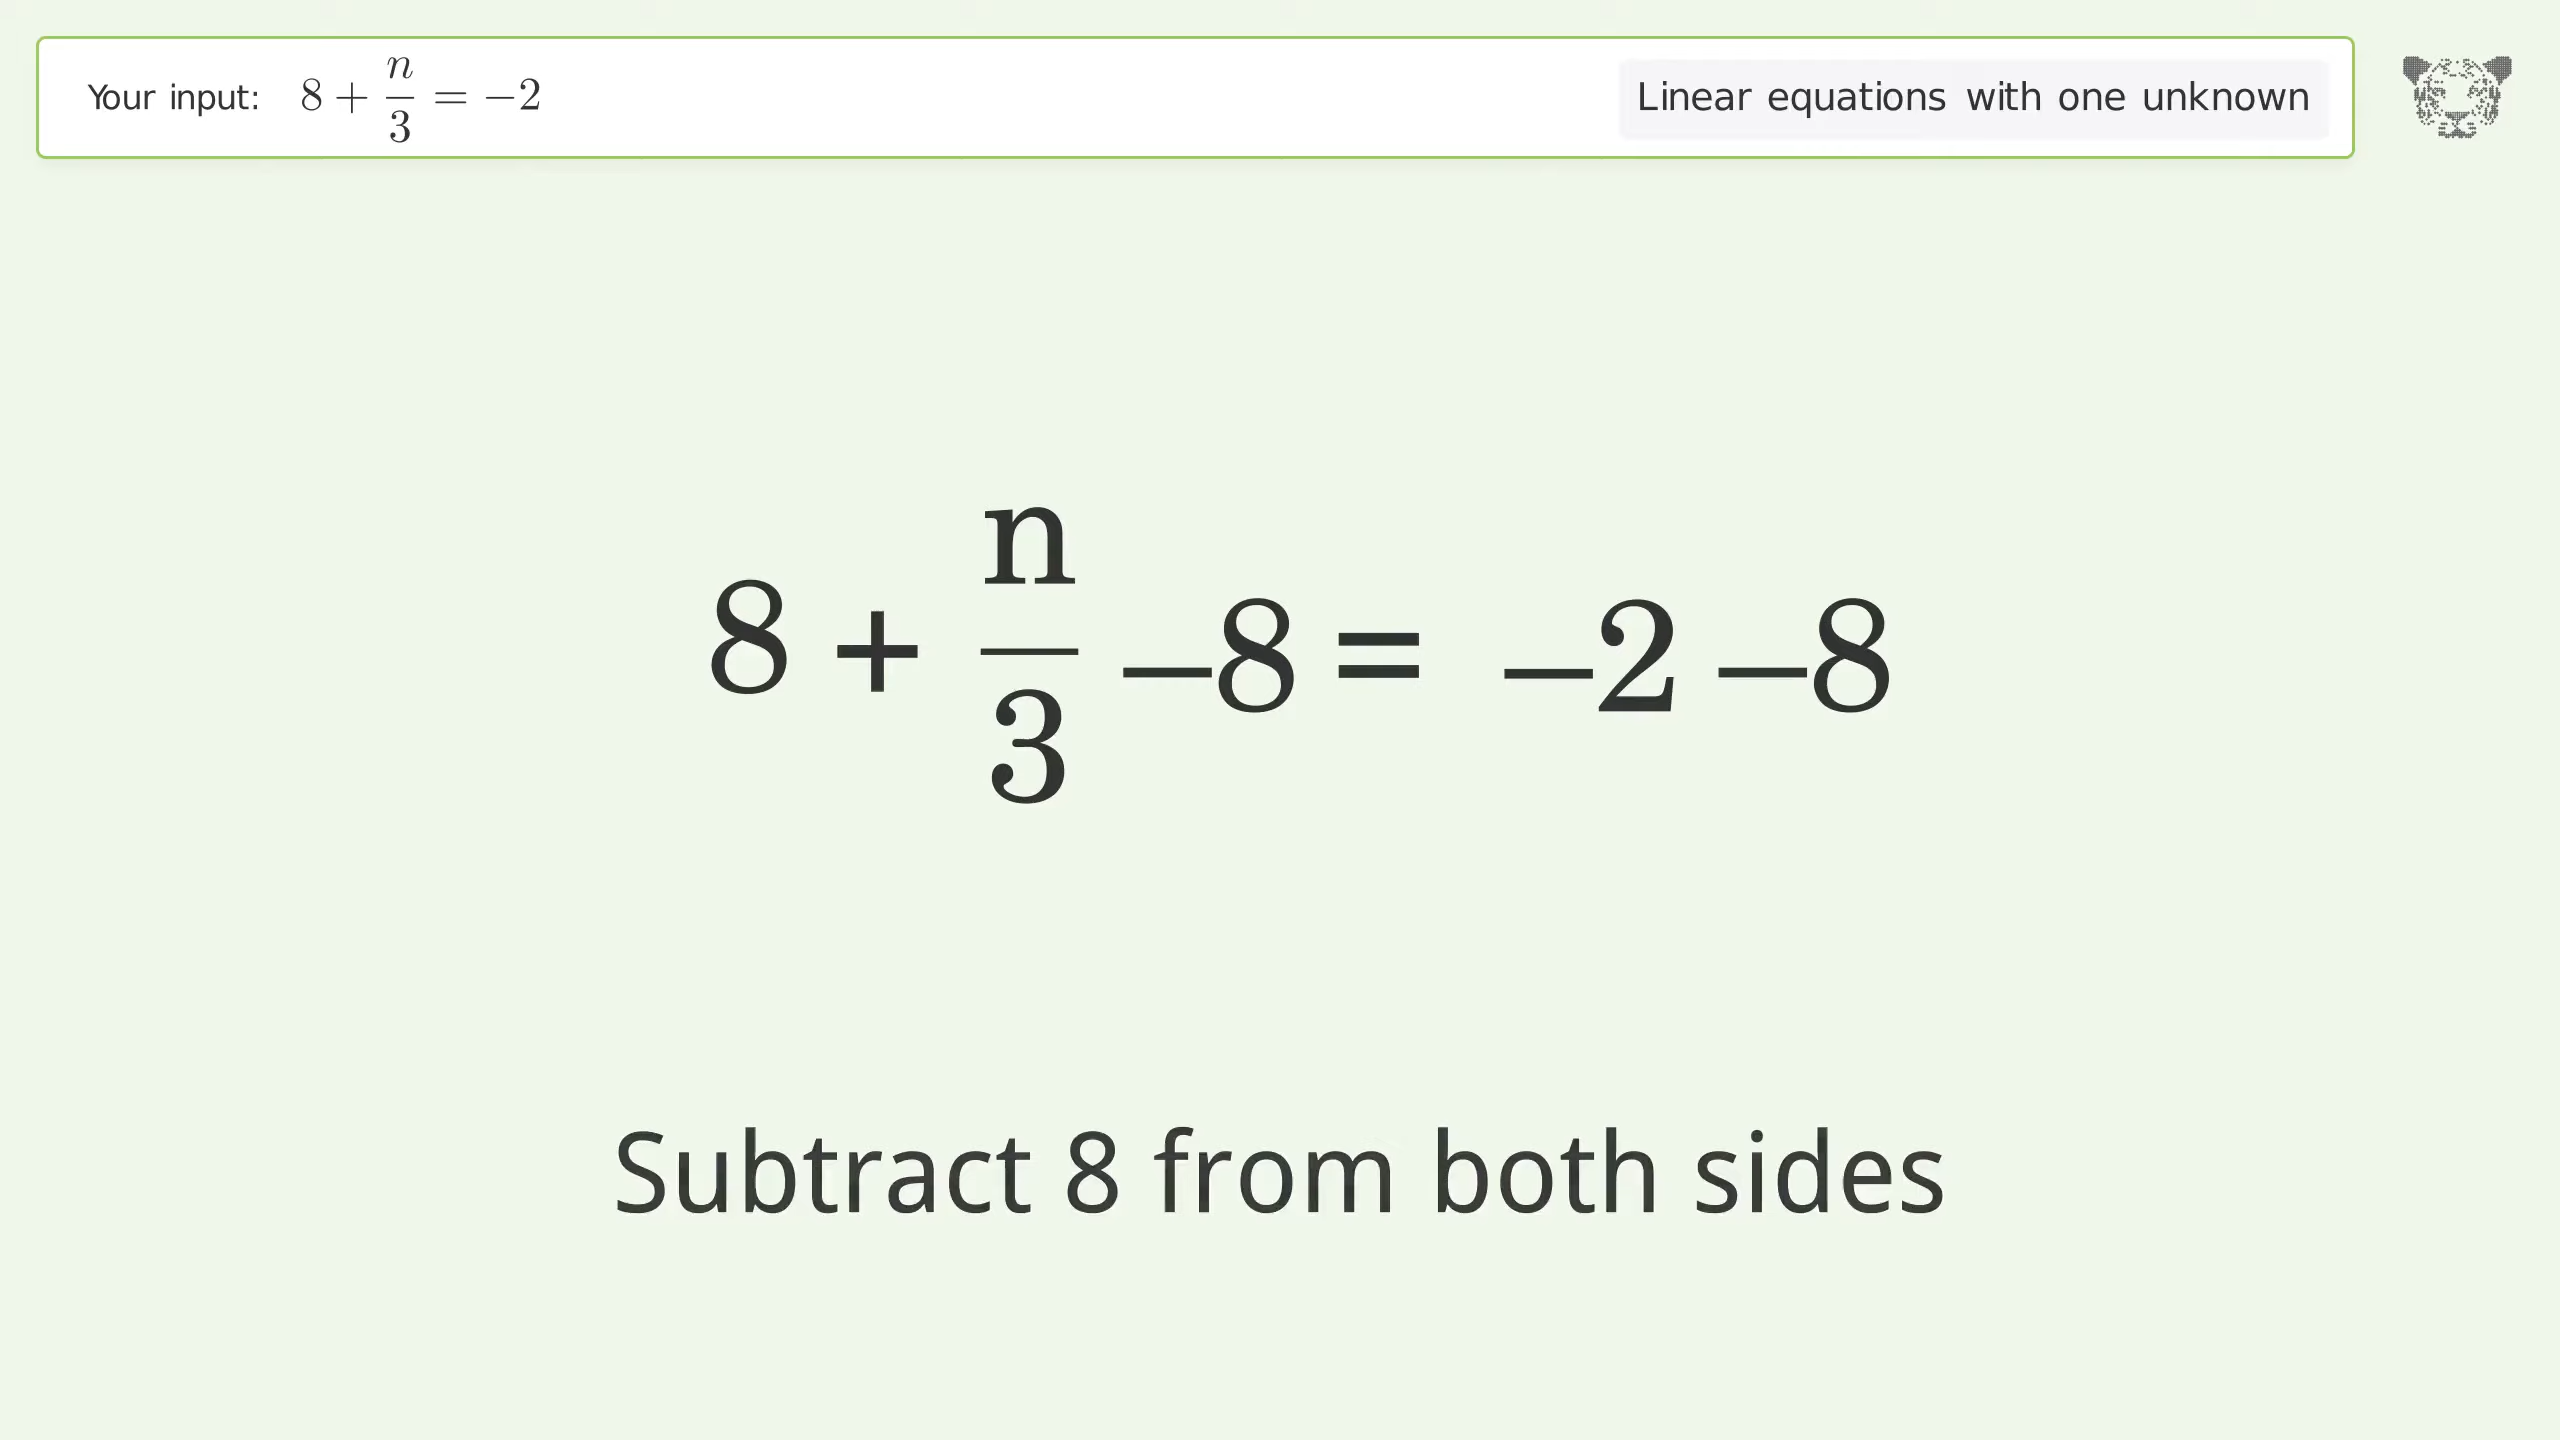 Your input: 8 + n/3 = −2
Linear equations with one unknown
8 + n/3 −8 = −2 −8
Subtract 8 from both sides